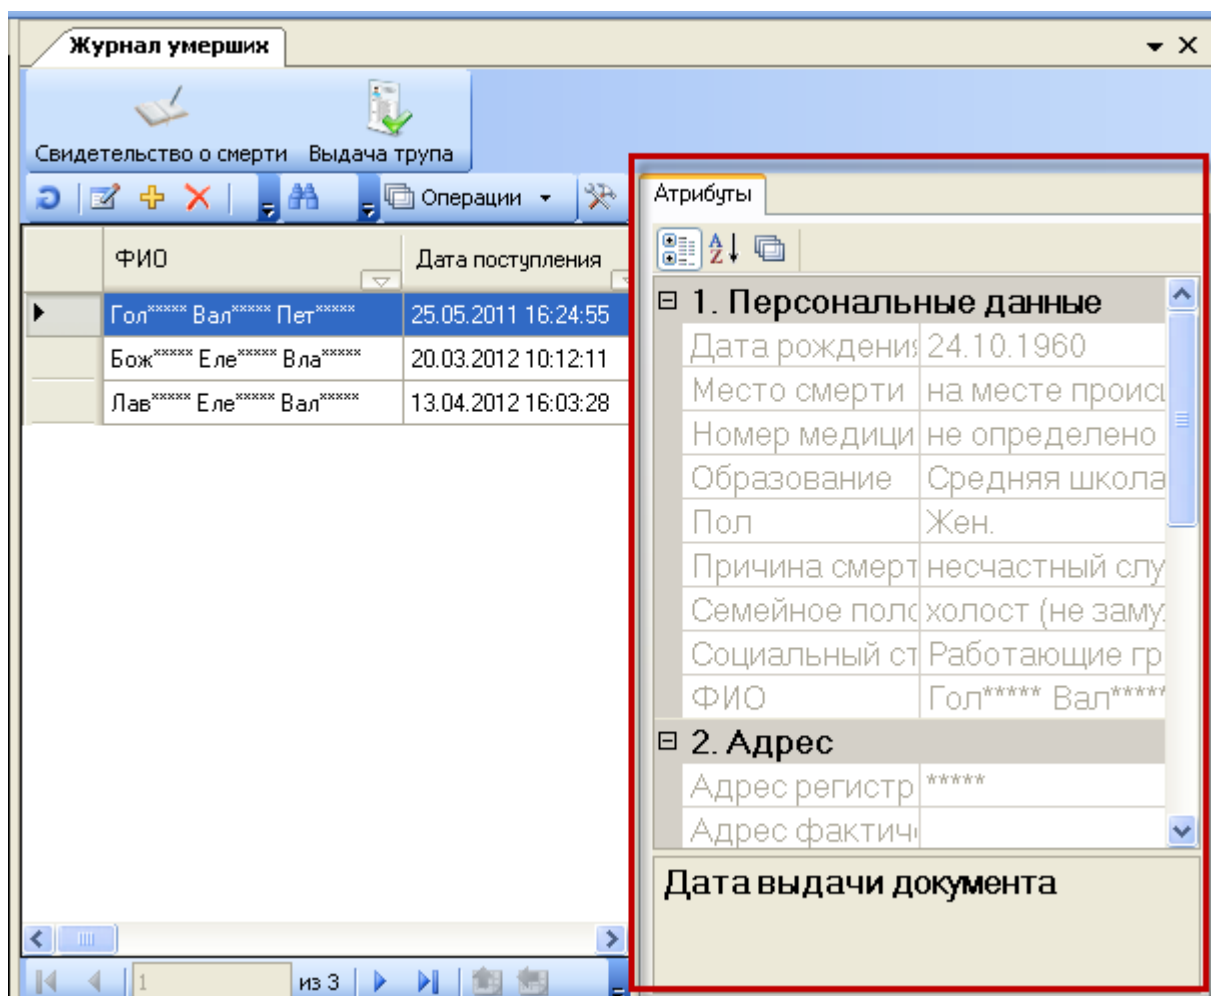 Журнал умерших
Свидетельство о смерти Выдача трупа
Операции
ФИО Дата поступления
Гол***** Вал***** Пет***** 25.05.2011 16:24:55
Бож***** Еле***** Вла***** 20.03.2012 10:12:11
Лав***** Еле***** Вал***** 13.04.2012 16:03:28
1 из 3
Атрибуты
1. Персональные данные
Дата рождения 24.10.1960
Место смерти на месте происш
Номер медици не определено
Образование Средняя школа
Пол Жен.
Причина смерт несчастный слу
Семейное поло холост (не заму
Социальный ст Работающие гр
ФИО Гол***** Вал*****
2. Адрес
Адрес регистр *****
Адрес фактиче
Дата выдачи документа